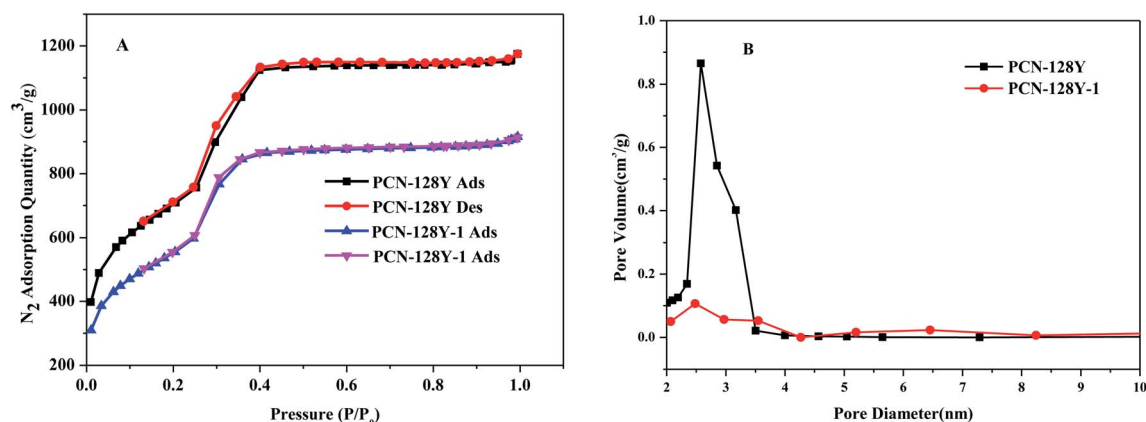 A
1200
1000
800
600
400
200
0.0
0.2
0.4
0.6
0.8
1.0
N2 Adsorption Quantity (cm3/g)
Pressure (P/P0)
PCN-128Y Ads
PCN-128Y Des
PCN-128Y-1 Ads
PCN-128Y-1 Ads
B
1.0
0.8
0.6
0.4
0.2
0.0
2
3
4
5
6
7
8
9
10
Pore Volume(cm3/g)
Pore Diameter(nm)
PCN-128Y
PCN-128Y-1